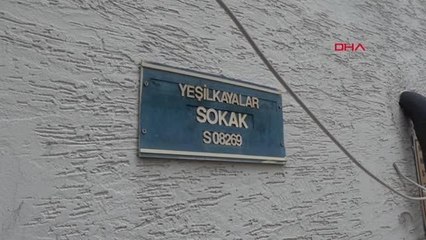 DHA
YEŞİLKAYALAR
SOKAK
S 08269